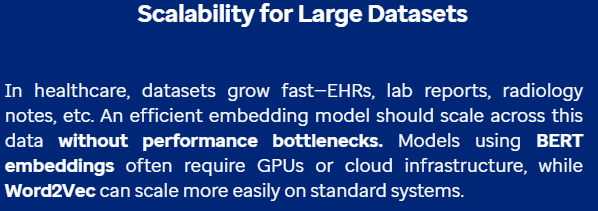 Scalability for Large Datasets
In healthcare, datasets grow fast—EHRs, lab reports, radiology
notes, etc. An efficient embedding model should scale across this
data without performance bottlenecks. Models using BERT
embeddings often require GPUs or cloud infrastructure, while
Word2Vec can scale more easily on standard systems.